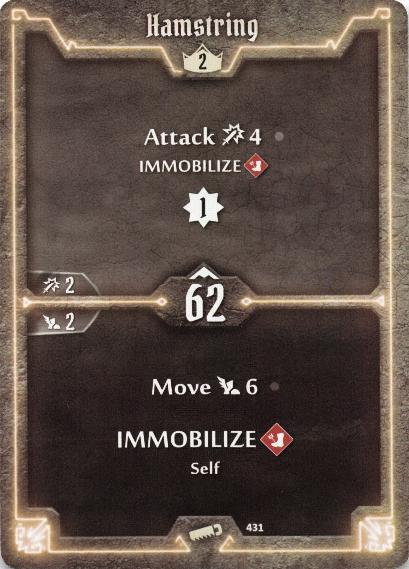 Hamstring
2
Attack 4
IMMOBILIZE
1
2
62
2
Move 6
IMMOBILIZE
Self
431